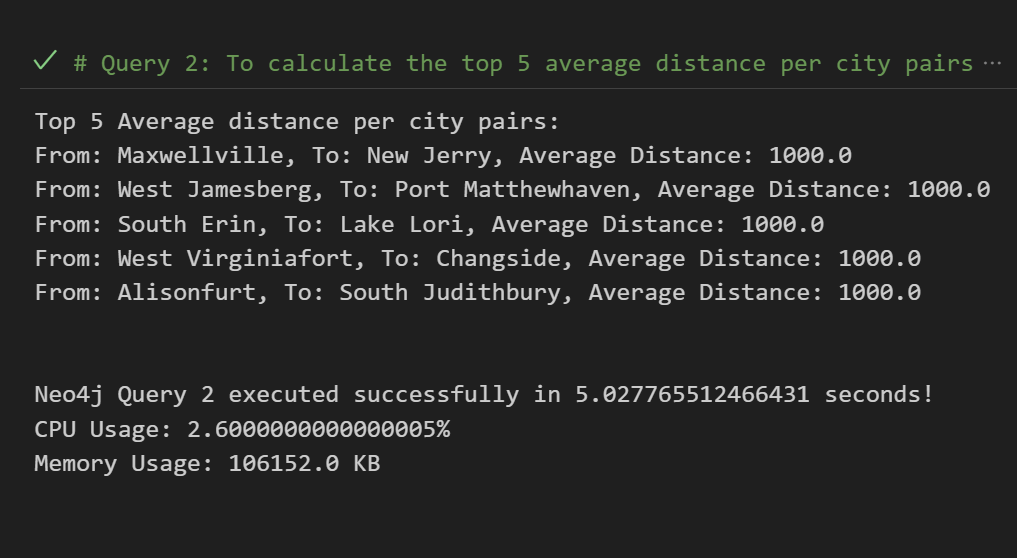 # Query 2: To calculate the top 5 average distance per city pairs ...
Top 5 Average distance per city pairs:
From: Maxwellville, To: New Jerry, Average Distance: 1000.0
From: West Jamesberg, To: Port Matthewhaven, Average Distance: 1000.0
From: South Erin, To: Lake Lori, Average Distance: 1000.0
From: West Virginiafort, To: Changside, Average Distance: 1000.0
From: Alisonfurt, To: South Judithbury, Average Distance: 1000.0
Neo4j Query 2 executed successfully in 5.027765512466431 seconds!
CPU Usage: 2.6000000000000005%
Memory Usage: 106152.0 KB